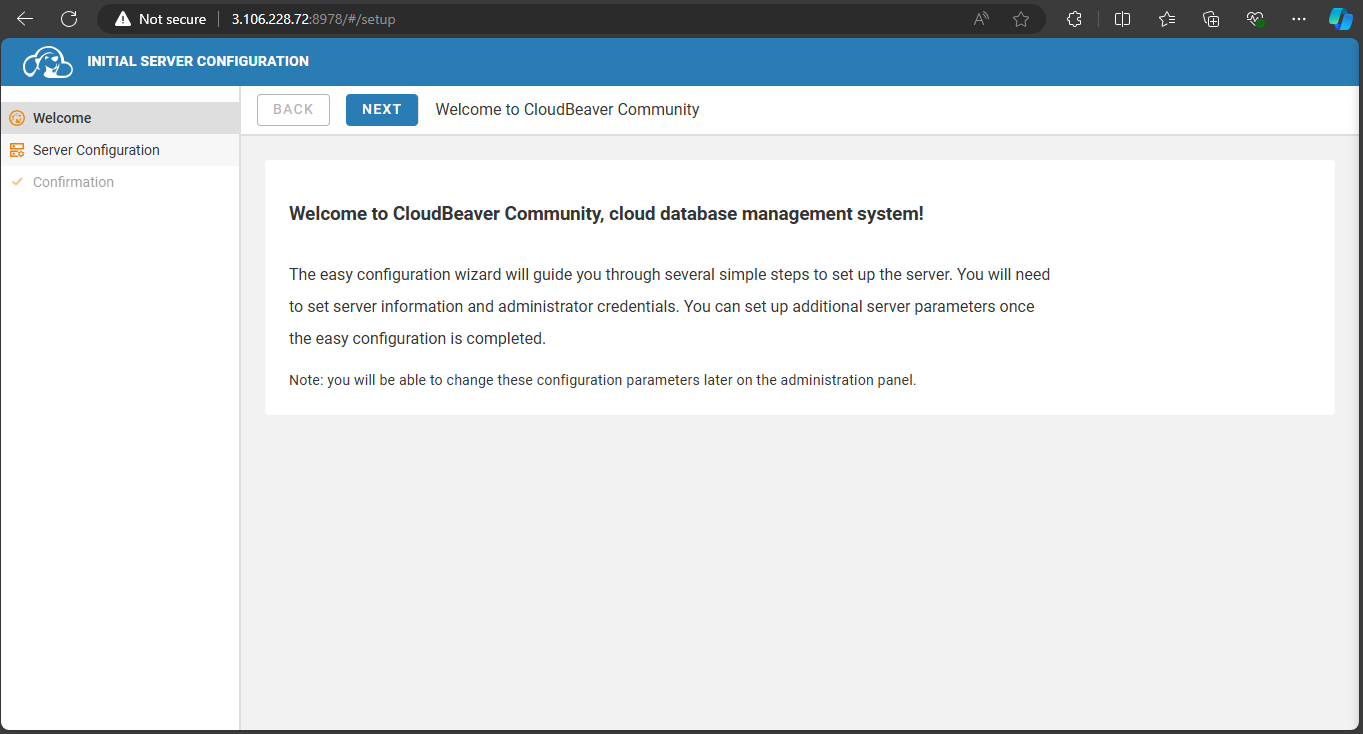 Not secure 3.106.228.72:8978/#/setup
INITIAL SERVER CONFIGURATION
Welcome
Server Configuration
Confirmation
BACK NEXT Welcome to CloudBeaver Community
Welcome to CloudBeaver Community, cloud database management system!
The easy configuration wizard will guide you through several simple steps to set up the server. You will need
to set server information and administrator credentials. You can set up additional server parameters once
the easy configuration is completed.
Note: you will be able to change these configuration parameters later on the administration panel.